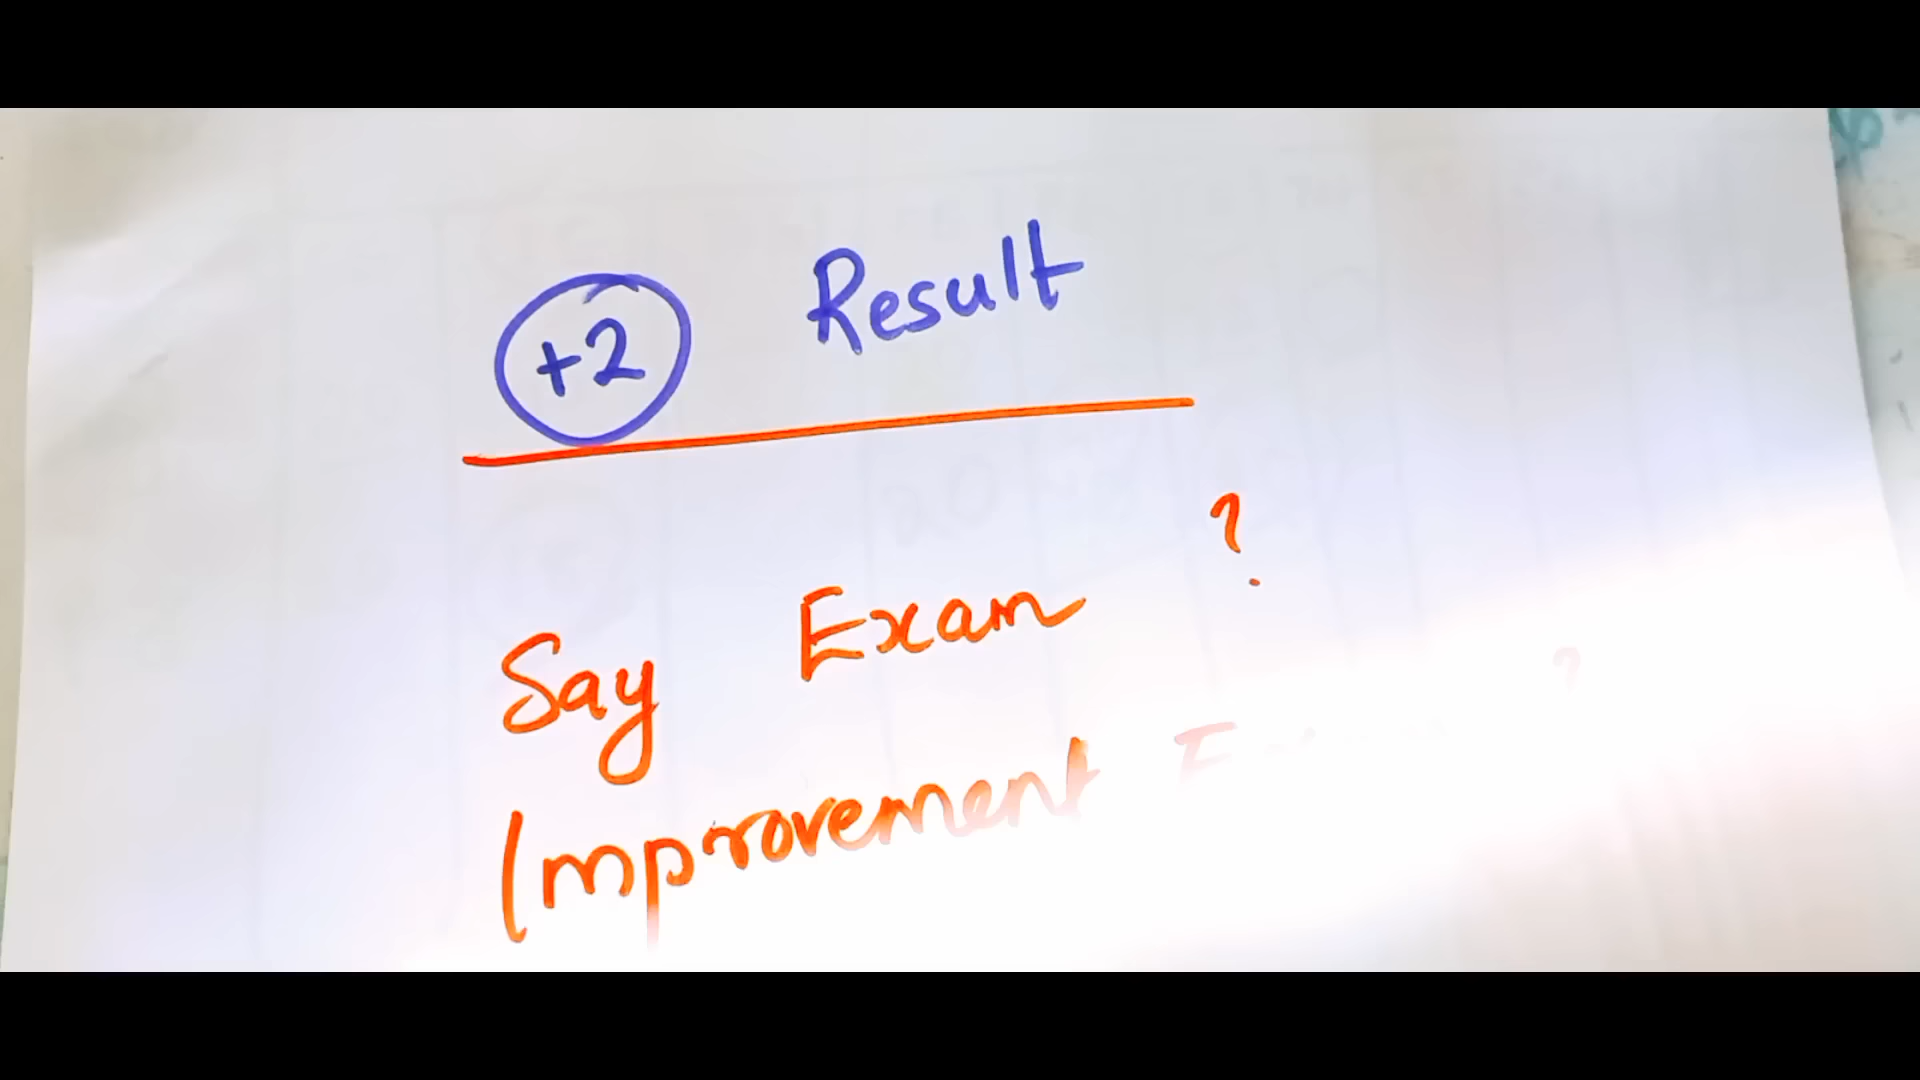 +2 Result
Say Exam ?
Improvement ?